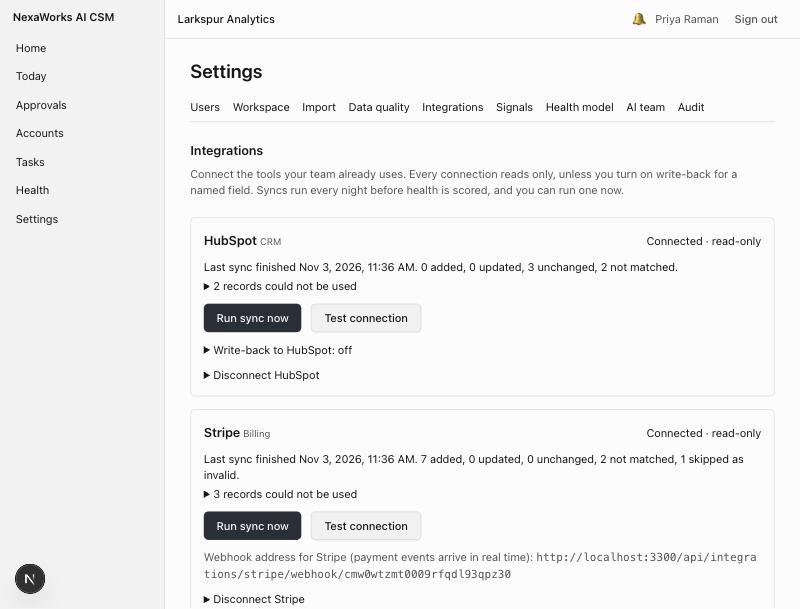 NexaWorks AI CSM
Larkspur Analytics
Priya Raman
Sign out
Home
Today
Approvals
Accounts
Tasks
Health
Settings
Settings
Users Workspace Import Data quality Integrations Signals Health model AI team Audit
Integrations
Connect the tools your team already uses. Every connection reads only, unless you turn on write-back for a
named field. Syncs run every night before health is scored, and you can run one now.
HubSpot CRM
Connected · read-only
Last sync finished Nov 3, 2026, 11:36 AM. 0 added, 0 updated, 3 unchanged, 2 not matched.
▶ 2 records could not be used
Run sync now
Test connection
▶ Write-back to HubSpot: off
▶ Disconnect HubSpot
Stripe Billing
Connected · read-only
Last sync finished Nov 3, 2026, 11:36 AM. 7 added, 0 updated, 0 unchanged, 2 not matched, 1 skipped as
invalid.
▶ 3 records could not be used
Run sync now
Test connection
Webhook address for Stripe (payment events arrive in real time): http://localhost:3300/api/integra
tions/stripe/webhook/cmw0wtzmt0009rfqdl93qpz30
▶ Disconnect Stripe
N